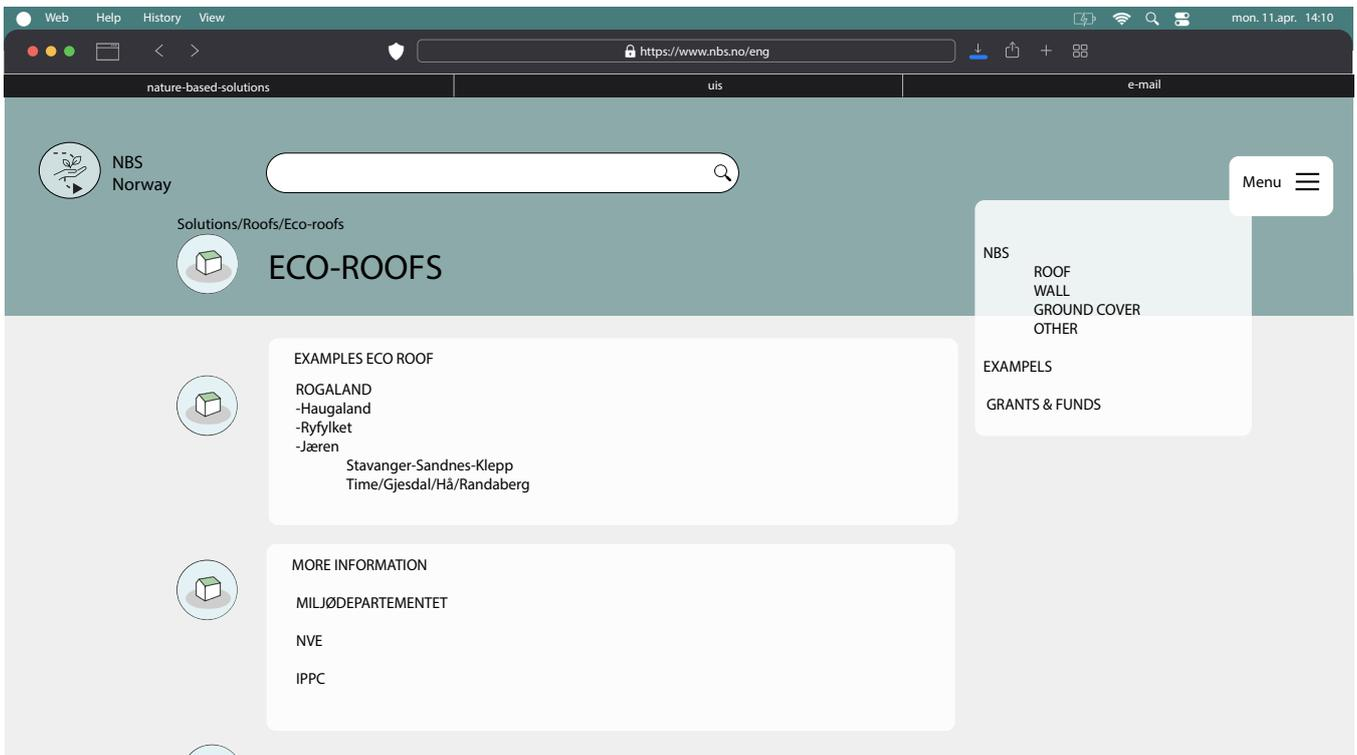 Web Help History View mon. 11.apr. 14:10
https://www.nbs.no/eng
nature-based-solutions uis e-mail
NBS
Norway
Menu
Solutions/Roofs/Eco-roofs
ECO-ROOFS
NBS
ROOF
WALL
GROUND COVER
OTHER
EXAMPELS
GRANTS & FUNDS
EXAMPLES ECO ROOF
ROGALAND
-Haugaland
-Ryfylket
-Jæren
Stavanger-Sandnes-Klepp
Time/Gjesdal/Hå/Randaberg
MORE INFORMATION
MILJØDEPARTEMENTET
NVE
IPPC